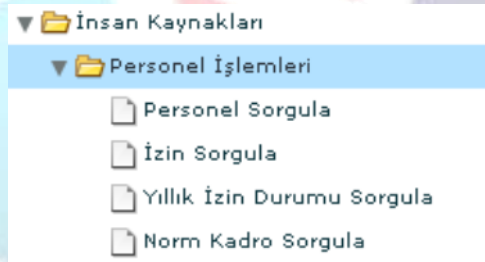 İnsan Kaynakları
Personel İşlemleri
Personel Sorgula
İzin Sorgula
Yıllık İzin Durumu Sorgula
Norm Kadro Sorgula